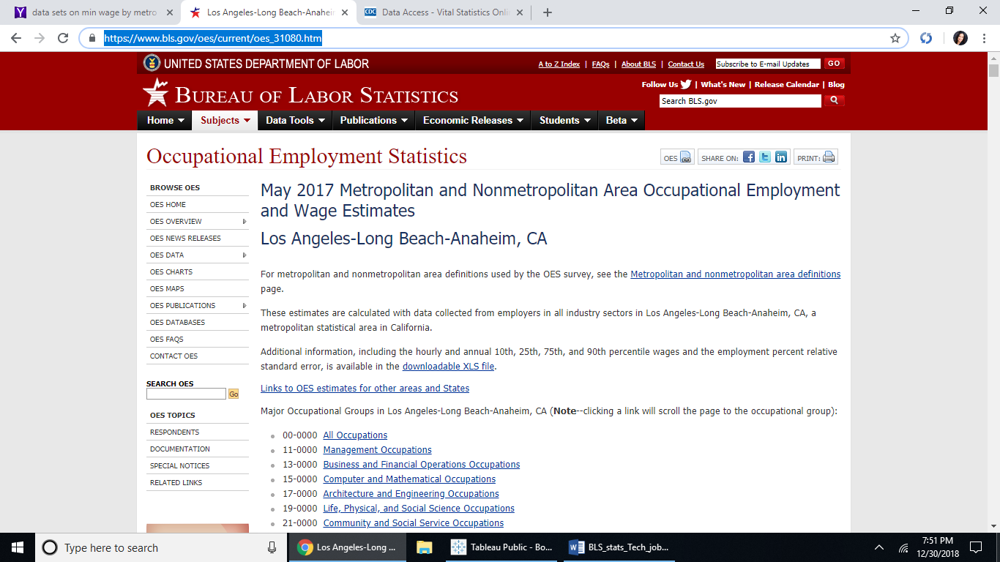 data sets on min wage by metro
Los Angeles-Long Beach-Anahei
CDC
Data Access - Vital Statistics Onli
https://www.bls.gov/oes/current/oes_31080.htm
UNITED STATES DEPARTMENT OF LABOR
A to Z Index | FAQs | About BLS | Contact Us
Subscribe to E-mail Updates GO
BUREAU OF LABOR STATISTICS
Follow Us | What's New | Release Calendar | Blog
Search BLS.gov
Home Subjects Data Tools Publications Economic Releases Students Beta
Occupational Employment Statistics
OES SHARE ON: PRINT:
BROWSE OES
OES HOME
OES OVERVIEW
OES NEWS RELEASES
OES DATA
OES CHARTS
OES MAPS
OES PUBLICATIONS
OES DATABASES
OES FAQS
CONTACT OES
SEARCH OES
Go
OES TOPICS
RESPONDENTS
DOCUMENTATION
SPECIAL NOTICES
RELATED LINKS
May 2017 Metropolitan and Nonmetropolitan Area Occupational Employment
and Wage Estimates
Los Angeles-Long Beach-Anaheim, CA
For metropolitan and nonmetropolitan area definitions used by the OES survey, see the Metropolitan and nonmetropolitan area definitions
page.
These estimates are calculated with data collected from employers in all industry sectors in Los Angeles-Long Beach-Anaheim, CA, a
metropolitan statistical area in California.
Additional information, including the hourly and annual 10th, 25th, 75th, and 90th percentile wages and the employment percent relative
standard error, is available in the downloadable XLS file.
Links to OES estimates for other areas and States
Major Occupational Groups in Los Angeles-Long Beach-Anaheim, CA (Note--clicking a link will scroll the page to the occupational group):
00-0000 All Occupations
11-0000 Management Occupations
13-0000 Business and Financial Operations Occupations
15-0000 Computer and Mathematical Occupations
17-0000 Architecture and Engineering Occupations
19-0000 Life, Physical, and Social Science Occupations
21-0000 Community and Social Service Occupations
Type here to search
Los Angeles-Long ...
Tableau Public - Bo...
BLS_stats_Tech_job...
7:51 PM
12/30/2018